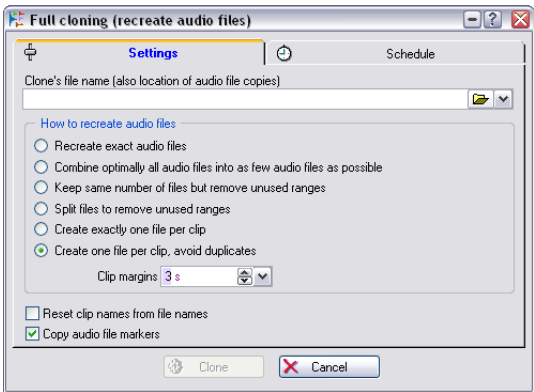 Full cloning (recreate audio files)
Settings
Schedule
Clone's file name (also location of audio file copies)
How to recreate audio files
Recreate exact audio files
Combine optimally all audio files into as few audio files as possible
Keep same number of files but remove unused ranges
Split files to remove unused ranges
Create exactly one file per clip
Create one file per clip, avoid duplicates
Clip margins 3 s
Reset clip names from file names
Copy audio file markers
Clone
Cancel